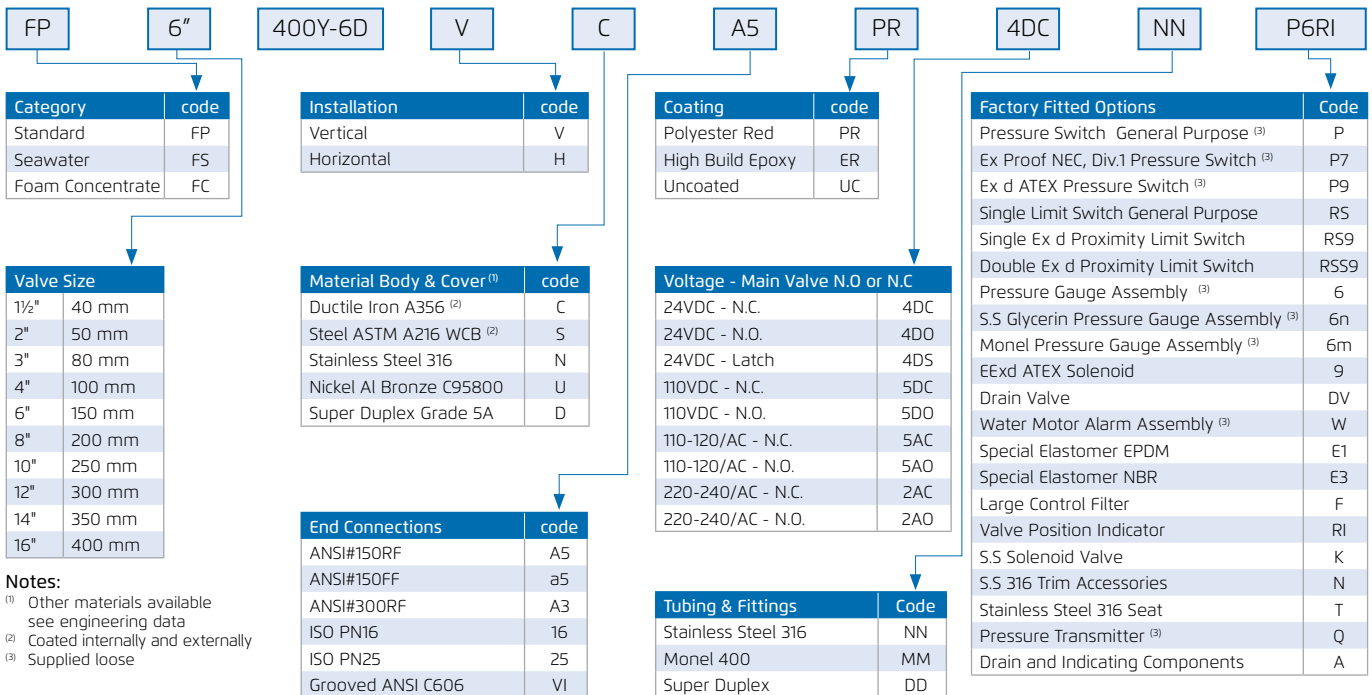 FP 6″ 400Y-6D V C A5 PR 4DC NN P6RI
Category code
Standard FP
Seawater FS
Foam Concentrate FC
Valve Size
1½" 40 mm
2" 50 mm
3" 80 mm
4" 100 mm
6" 150 mm
8" 200 mm
10" 250 mm
12" 300 mm
14" 350 mm
16" 400 mm
Notes:
(1) Other materials available
see engineering data
(2) Coated internally and externally
(3) Supplied loose
Installation code
Vertical V
Horizontal H
Material Body & Cover (1) code
Ductile Iron A356 (2) C
Steel ASTM A216 WCB (2) S
Stainless Steel 316 N
Nickel Al Bronze C95800 U
Super Duplex Grade 5A D
End Connections code
ANSI#150RF A5
ANSI#150FF a5
ANSI#300RF A3
ISO PN16 16
ISO PN25 25
Grooved ANSI C606 VI
Coating code
Polyester Red PR
High Build Epoxy ER
Uncoated UC
Voltage - Main Valve N.O or N.C
24VDC - N.C. 4DC
24VDC - N.O. 4DO
24VDC - Latch 4DS
110VDC - N.C. 5DC
110VDC - N.O. 5DO
110-120/AC - N.C. 5AC
110-120/AC - N.O. 5AO
220-240/AC - N.C. 2AC
220-240/AC - N.O. 2AO
Tubing & Fittings Code
Stainless Steel 316 NN
Monel 400 MM
Super Duplex DD
Factory Fitted Options Code
Pressure Switch General Purpose (3) P
Ex Proof NEC, Div.1 Pressure Switch (3) P7
Ex d ATEX Pressure Switch (3) P9
Single Limit Switch General Purpose RS
Single Ex d Proximity Limit Switch RS9
Double Ex d Proximity Limit Switch RSS9
Pressure Gauge Assembly (3) 6
S.S Glycerin Pressure Gauge Assembly (3) 6n
Monel Pressure Gauge Assembly (3) 6m
EExd ATEX Solenoid 9
Drain Valve DV
Water Motor Alarm Assembly (3) W
Special Elastomer EPDM E1
Special Elastomer NBR E3
Large Control Filter F
Valve Position Indicator RI
S.S Solenoid Valve K
S.S 316 Trim Accessories N
Stainless Steel 316 Seat T
Pressure Transmitter (3) Q
Drain and Indicating Components A